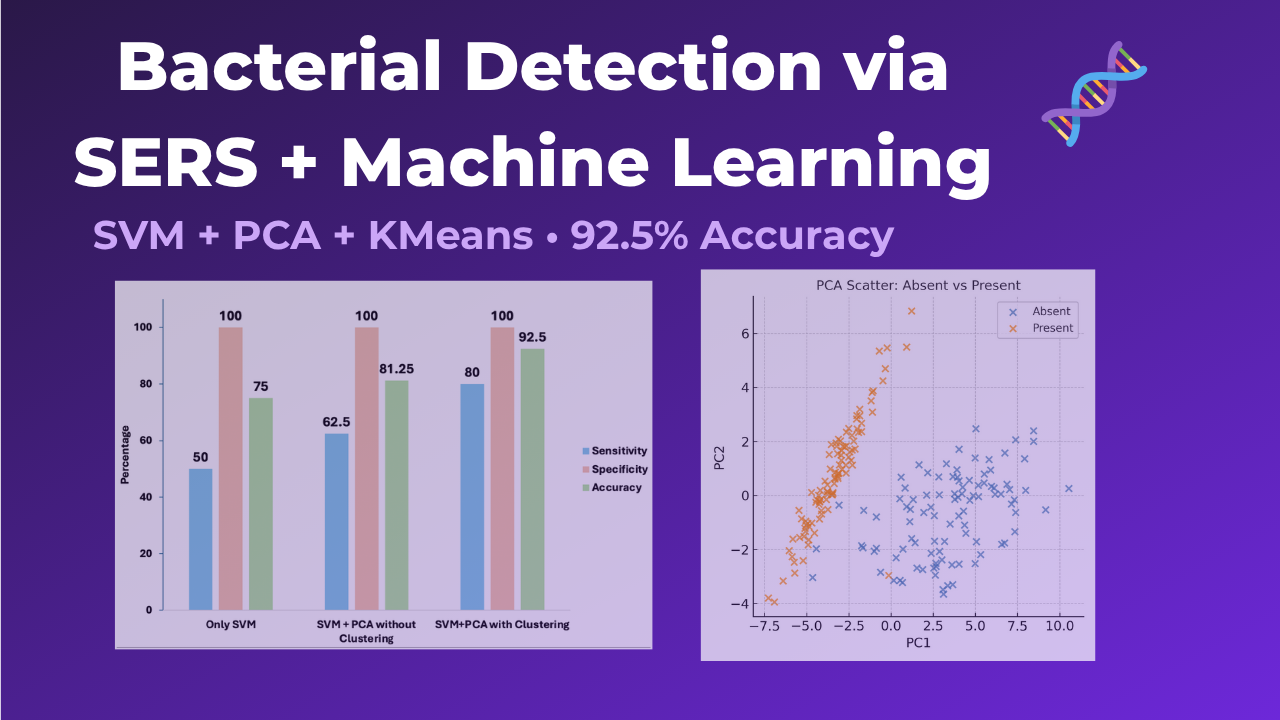 Bacterial Detection via
SERS + Machine Learning
SVM + PCA + KMeans • 92.5% Accuracy
Percentage
100
80
60
40
20
0
50
100
75
62.5
100
81.25
80
100
92.5
Only SVM
SVM + PCA without
Clustering
SVM+PCA with Clustering
Sensitivity
Specificity
Accuracy
PCA Scatter: Absent vs Present
Absent
Present
PC2
6
4
2
0
−2
−4
−7.5 −5.0 −2.5 0.0 2.5 5.0 7.5 10.0
PC1